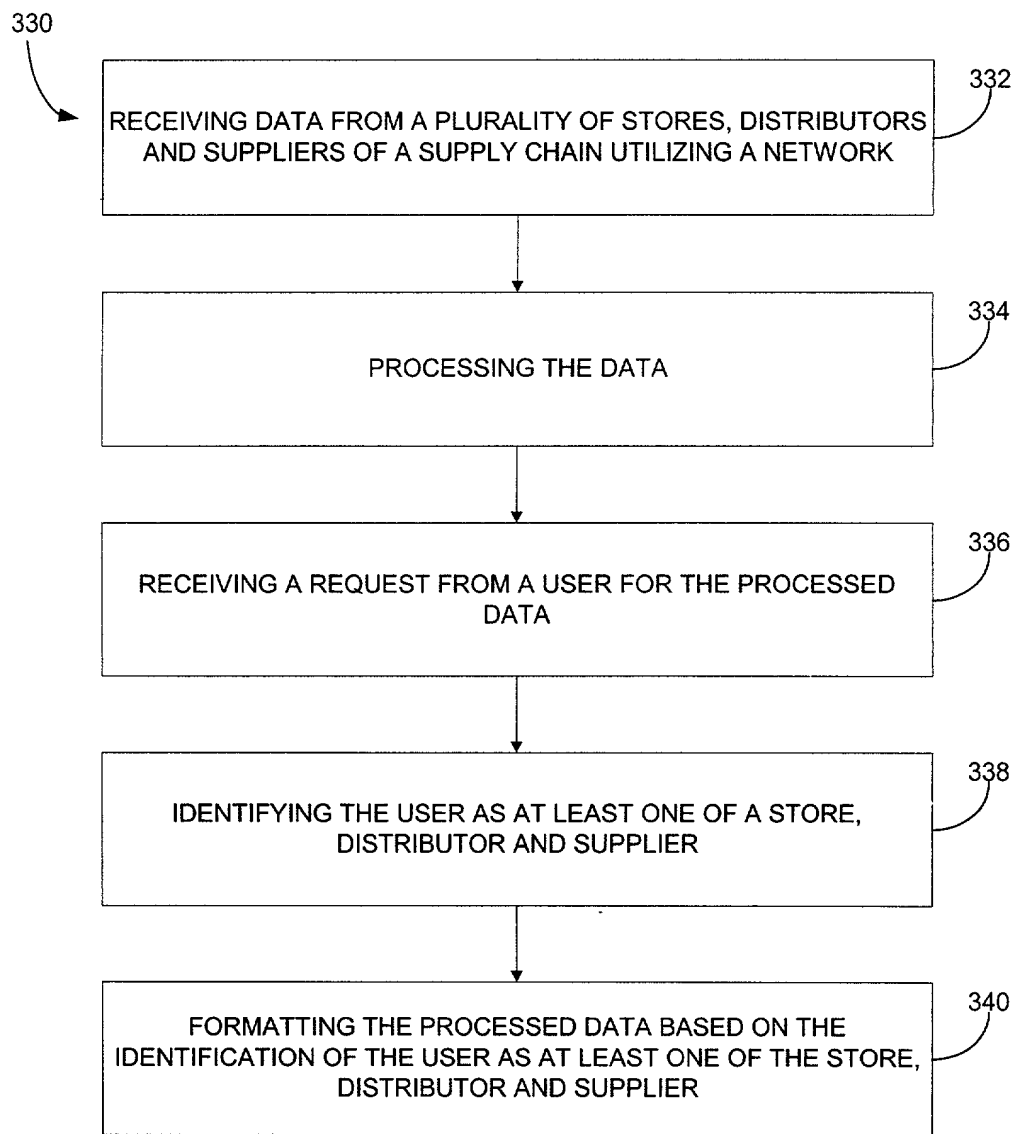 330
RECEIVING DATA FROM A PLURALITY OF STORES, DISTRIBUTORS
AND SUPPLIERS OF A SUPPLY CHAIN UTILIZING A NETWORK
332
PROCESSING THE DATA
334
RECEIVING A REQUEST FROM A USER FOR THE PROCESSED
DATA
336
IDENTIFYING THE USER AS AT LEAST ONE OF A STORE,
DISTRIBUTOR AND SUPPLIER
338
FORMATTING THE PROCESSED DATA BASED ON THE
IDENTIFICATION OF THE USER AS AT LEAST ONE OF THE STORE,
DISTRIBUTOR AND SUPPLIER
340